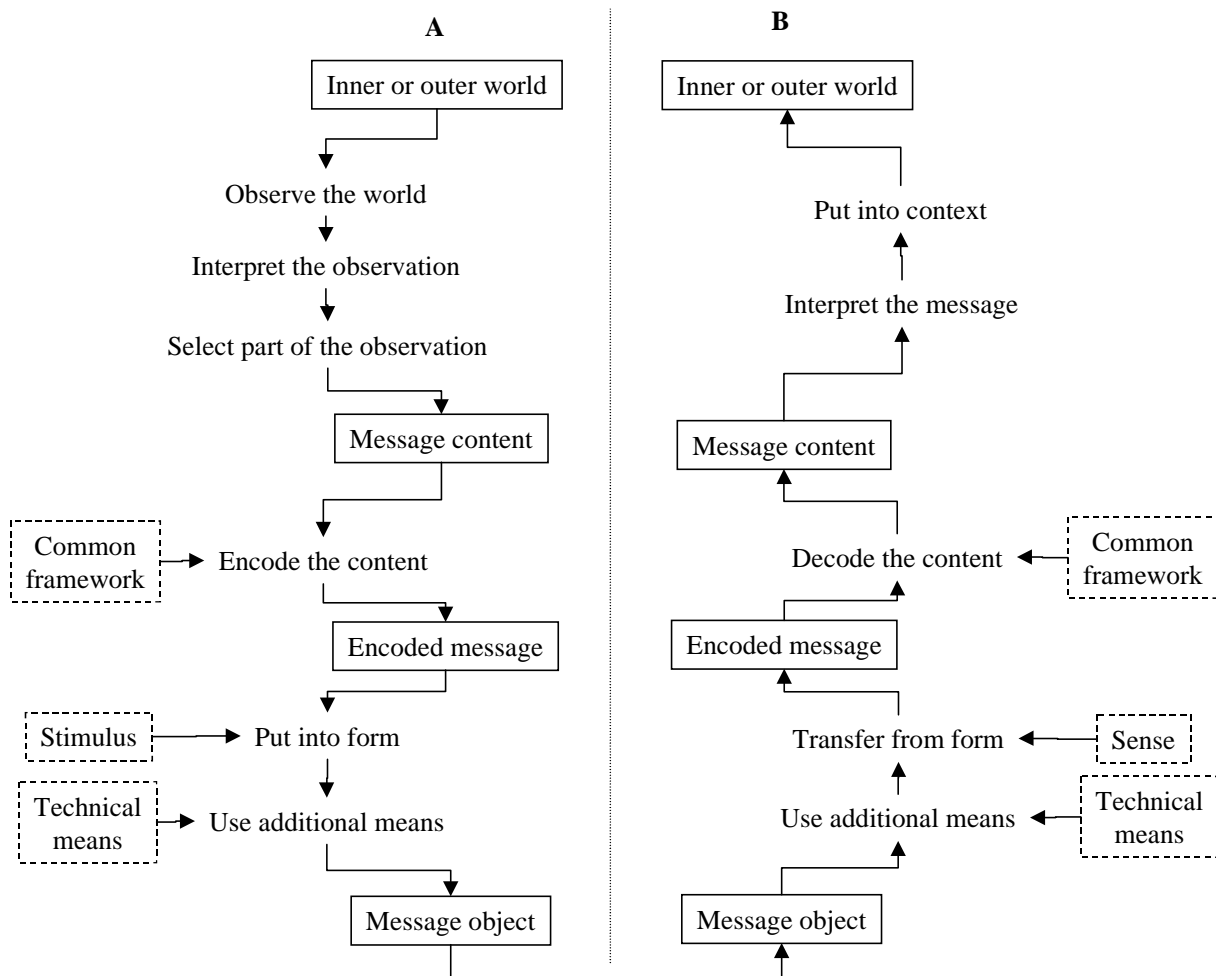 A
Inner or outer world
Observe the world
Interpret the observation
Select part of the observation
Message content
Common
framework
Encode the content
Encoded message
Stimulus
Put into form
Technical
means
Use additional means
Message object
B
Inner or outer world
Put into context
Interpret the message
Message content
Decode the content
Common
framework
Encoded message
Transfer from form
Sense
Use additional means
Technical
means
Message object